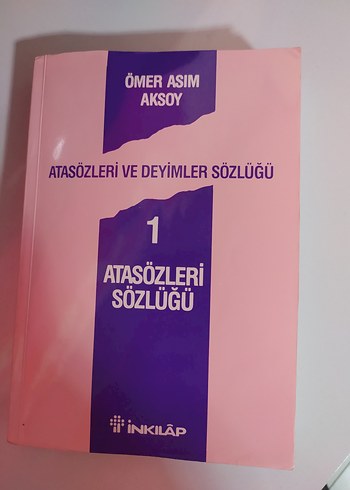 ÖMER ASIM
AKSOY
ATASÖZLERİ VE DEYİMLER SÖZLÜĞÜ
1
ATASÖZLERİ
SÖZLÜĞÜ
İNKILÂP